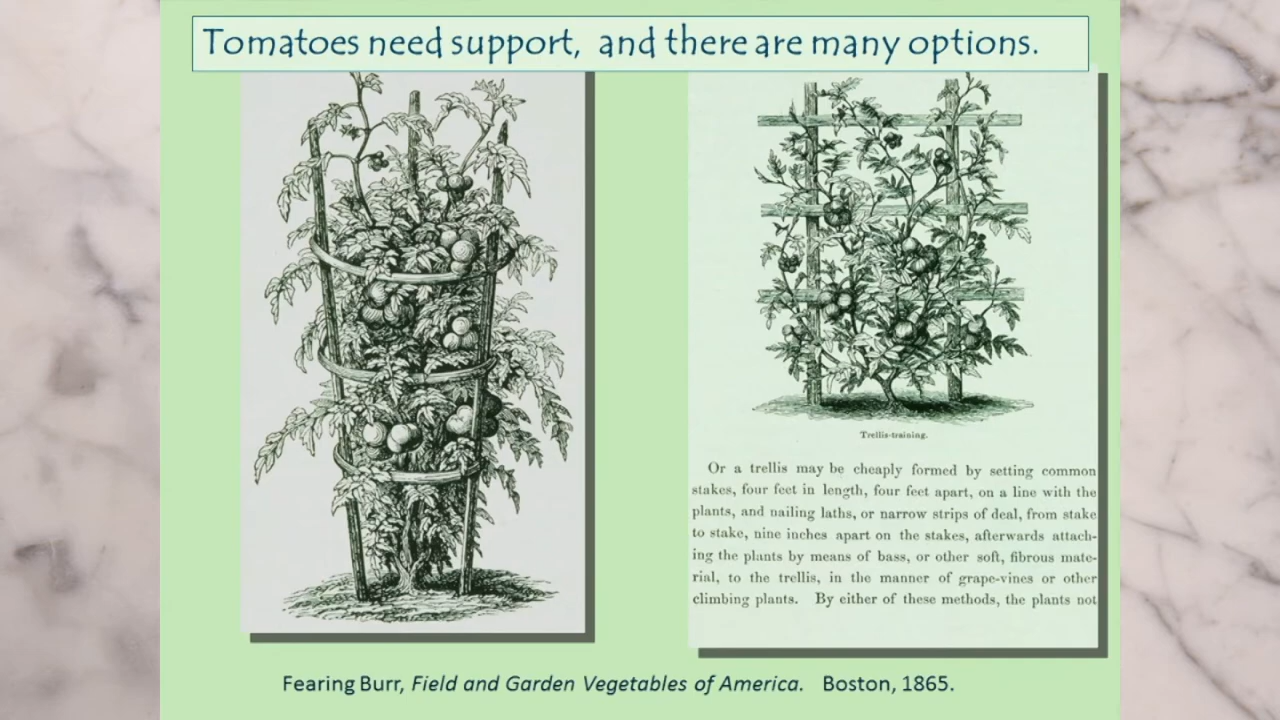 Tomatoes need support, and there are many options.
Trellis-training.
Or a trellis may be cheaply formed by setting common
stakes, four feet in length, four feet apart, on a line with the
plants, and nailing laths, or narrow strips of deal, from stake
to stake, nine inches apart on the stakes, afterwards attach-
ing the plants by means of bass, or other soft, fibrous mate-
rial, to the trellis, in the manner of grape-vines or other
climbing plants. By either of these methods, the plants not
Fearing Burr, Field and Garden Vegetables of America. Boston, 1865.